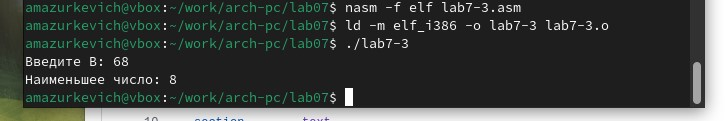 amazurkevich@vbox:~/work/arch-pc/lab07$ nasm -f elf lab7-3.asm
amazurkevich@vbox:~/work/arch-pc/lab07$ ld -m elf_i386 -o lab7-3 lab7-3.o
amazurkevich@vbox:~/work/arch-pc/lab07$ ./lab7-3
Введите В: 68
Наименьшее число: 8
amazurkevich@vbox:~/work/arch-pc/lab07$